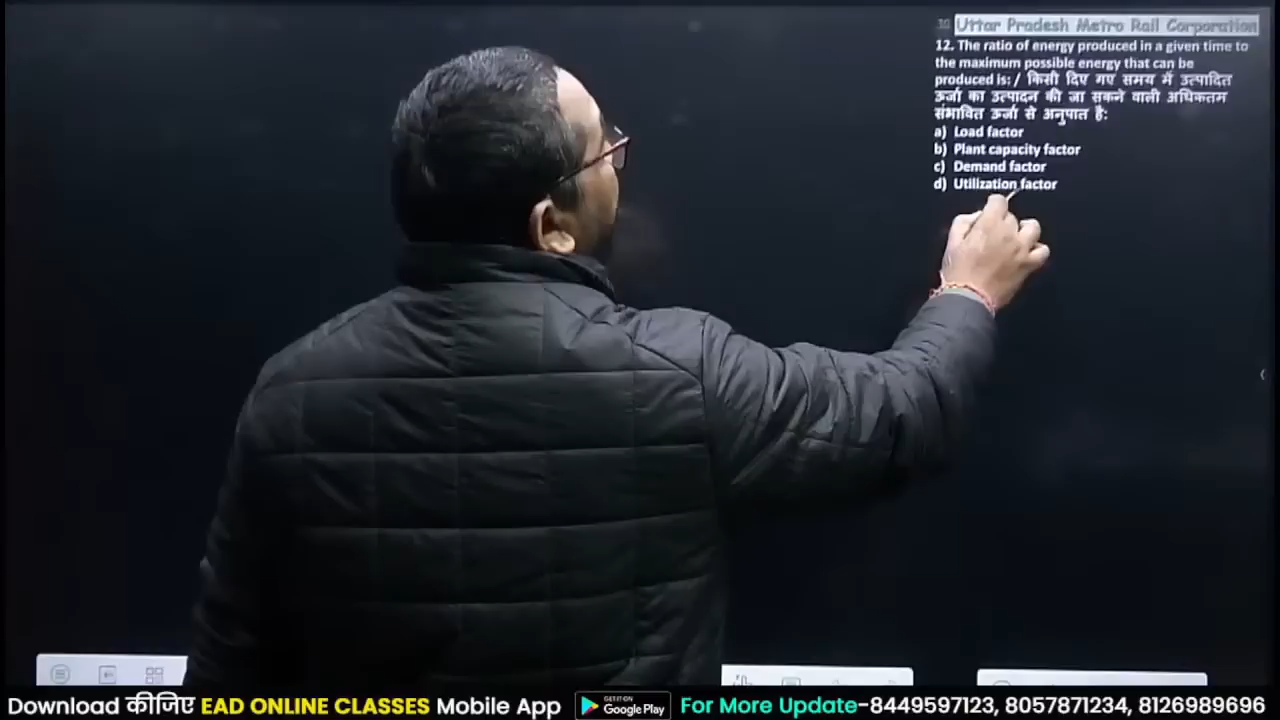 Uttar Pradesh Metro Rail Corporation
12. The ratio of energy produced in a given time to
the maximum possible energy that can be
produced is: / किसी दिए गए समय में उत्पादित
ऊर्जा का उत्पादन की जा सकने वाली अधिकतम
संभावित ऊर्जा से अनुपात है:
a) Load factor
b) Plant capacity factor
c) Demand factor
d) Utilization factor
Download कीजिए EAD ONLINE CLASSES Mobile App GET IT ON Google Play For More Update-8449597123, 8057871234, 8126989696